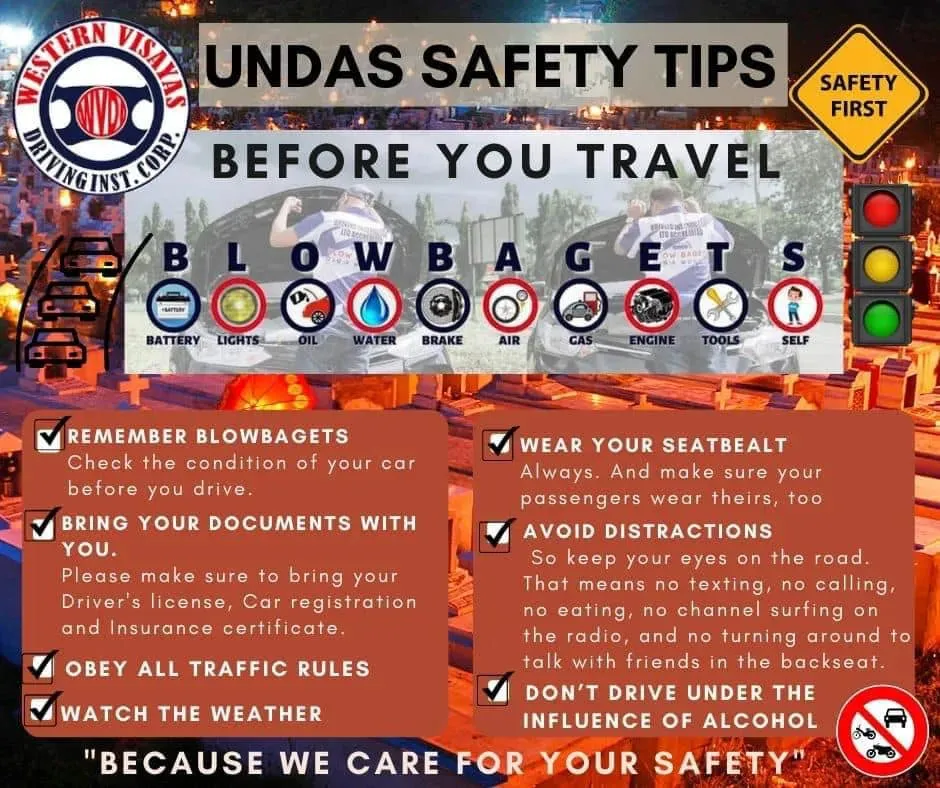 WESTERN VISAYAS
DRIVING INST. CORP.
WVD
UNDAS SAFETY TIPS
SAFETY
FIRST
BEFORE YOU TRAVEL
B L O W B A G E T S
BATTERY LIGHTS OIL WATER BRAKE AIR GAS ENGINE TOOLS SELF
REMEMBER BLOWBAGETS
Check the condition of your car
before you drive.
BRING YOUR DOCUMENTS WITH
YOU.
Please make sure to bring your
Driver's license, Car registration
and Insurance certificate.
OBEY ALL TRAFFIC RULES
WATCH THE WEATHER
WEAR YOUR SEATBEALT
Always. And make sure your
passengers wear theirs, too
AVOID DISTRACTIONS
So keep your eyes on the road.
That means no texting, no calling,
no eating, no channel surfing on
the radio, and no turning around to
talk with friends in the backseat.
DON'T DRIVE UNDER THE
INFLUENCE OF ALCOHOL
"BECAUSE WE CARE FOR YOUR SAFETY"